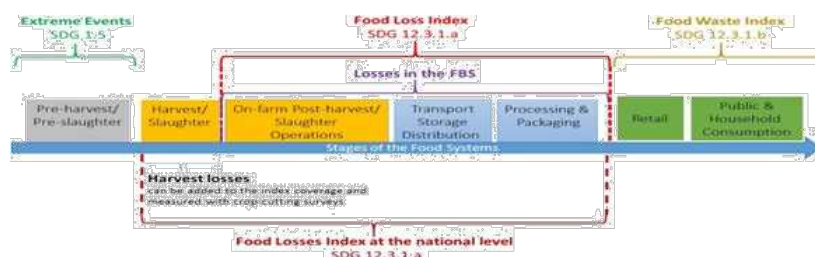 Extreme Events
SDG 1.5
Food Loss Index
SDG 12.3.1.a
Food Waste Index
SDG 12.3.1.b
Losses in the FBS
Pre-harvest/
Pre-slaughter
Harvest/
Slaughter
On-farm Post-harvest/
Slaughter
Operations
Transport
Storage
Distribution
Processing &
Packaging
Retail
Public &
Household
Consumption
Stages of the Food Systems
Harvest losses
can be added to the index coverage and
measured with crop cutting surveys
Food Losses Index at the national level
SDG 12.3.1.a